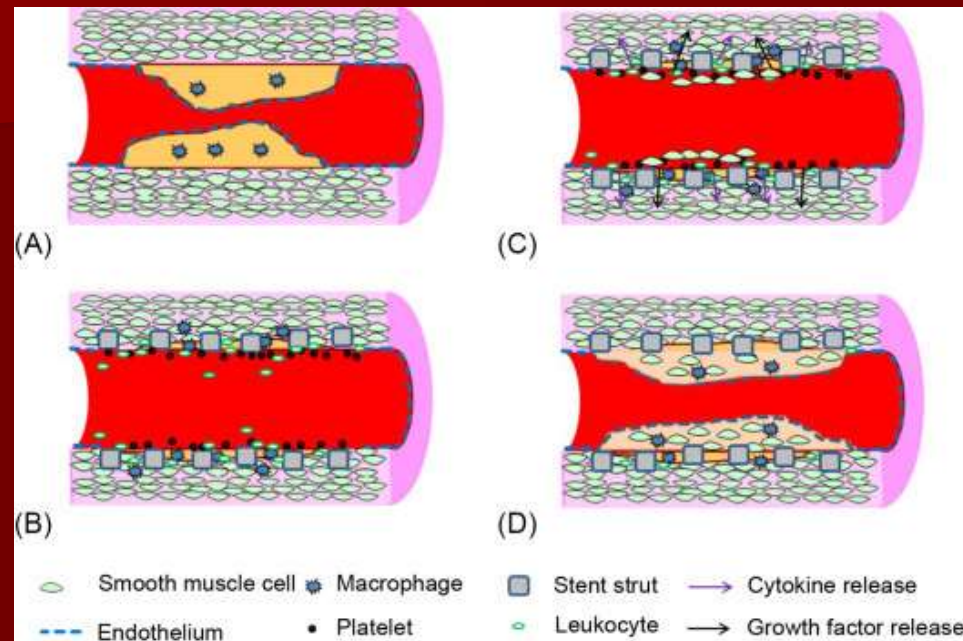 (A)
(C)
(B)
(D)
Smooth muscle cell
Macrophage
Stent strut
Cytokine release
Endothelium
Platelet
Leukocyte
Growth factor release